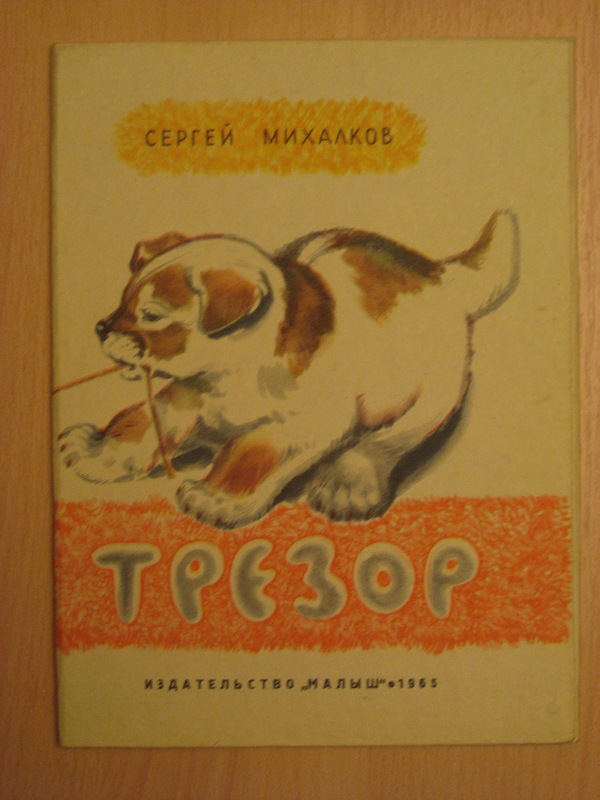 СЕРГЕЙ МИХАЛКОВ
ТРЕЗОР
ИЗДАТЕЛЬСТВО „МАЛЫШ“•1965